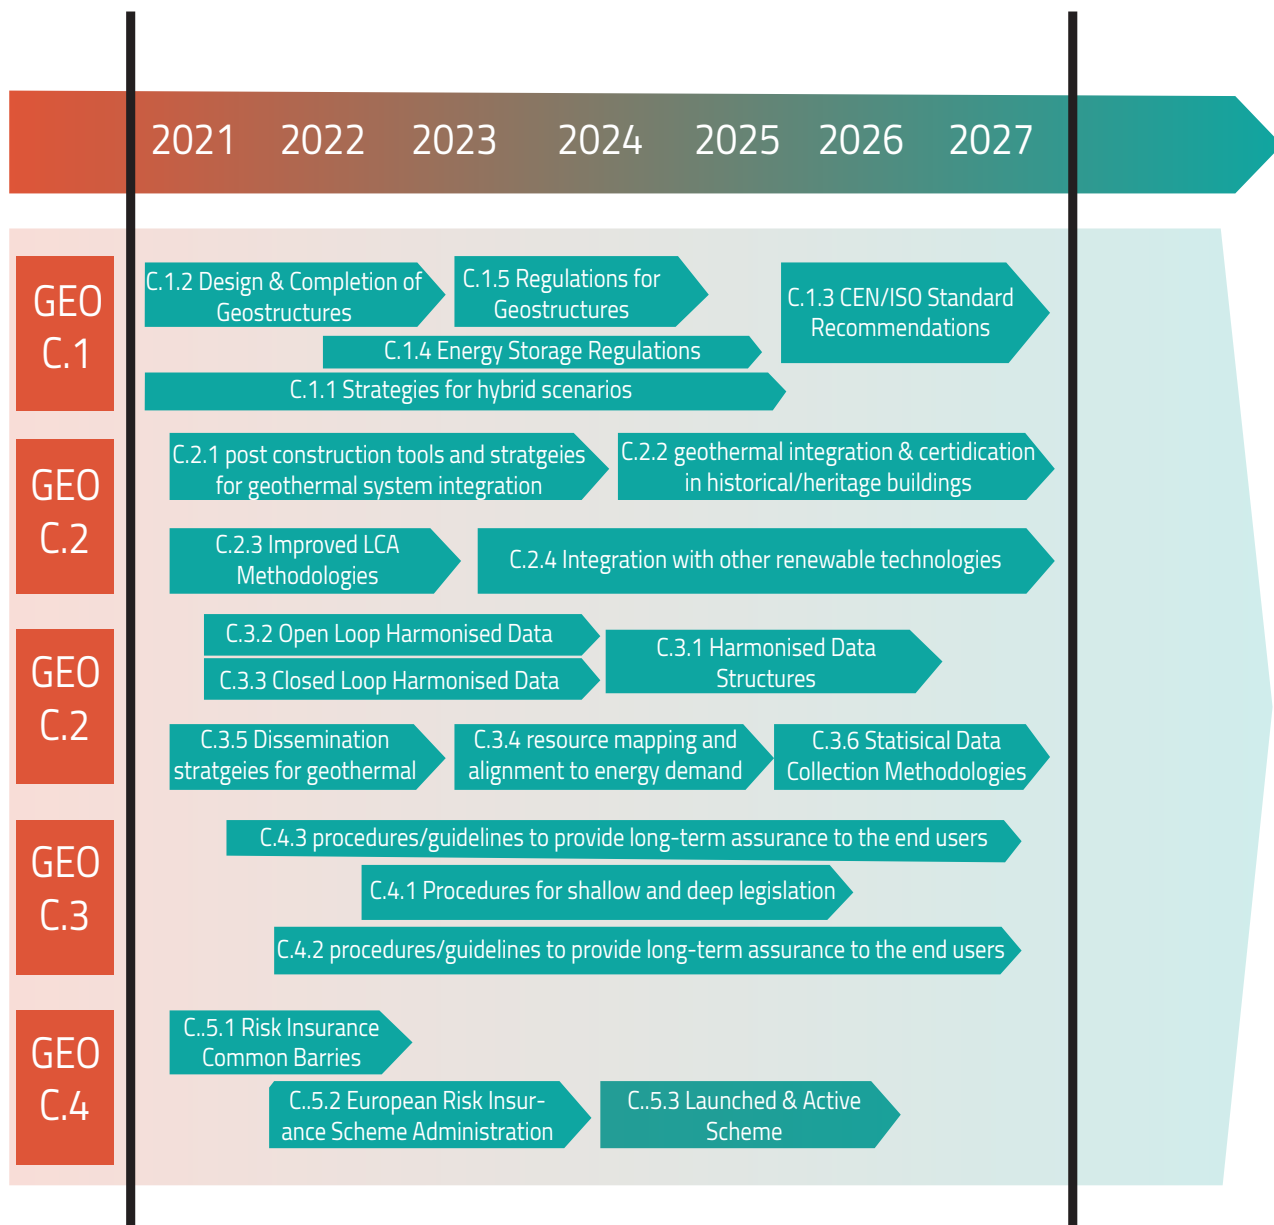 2021 2022 2023 2024 2025 2026 2027
GEO
C.1
C.1.2 Design & Completion of
Geostructures
C.1.5 Regulations for
Geostructures
C.1.3 CEN/ISO Standard
Recommendations
C.1.4 Energy Storage Regulations
C.1.1 Strategies for hybrid scenarios
GEO
C.2
C.2.1 post construction tools and stratgeies
for geothermal system integration
C.2.2 geothermal integration & certidication
in historical/heritage buildings
C.2.3 Improved LCA
Methodologies
C.2.4 Integration with other renewable technologies
GEO
C.2
C.3.2 Open Loop Harmonised Data
C.3.3 Closed Loop Harmonised Data
C.3.1 Harmonised Data
Structures
C.3.5 Dissemination
stratgeies for geothermal
C.3.4 resource mapping and
alignment to energy demand
C.3.6 Statisical Data
Collection Methodologies
GEO
C.3
C.4.3 procedures/guidelines to provide long-term assurance to the end users
C.4.1 Procedures for shallow and deep legislation
C.4.2 procedures/guidelines to provide long-term assurance to the end users
GEO
C.4
C..5.1 Risk Insurance
Common Barries
C..5.2 European Risk Insur-
ance Scheme Administration
C..5.3 Launched & Active
Scheme